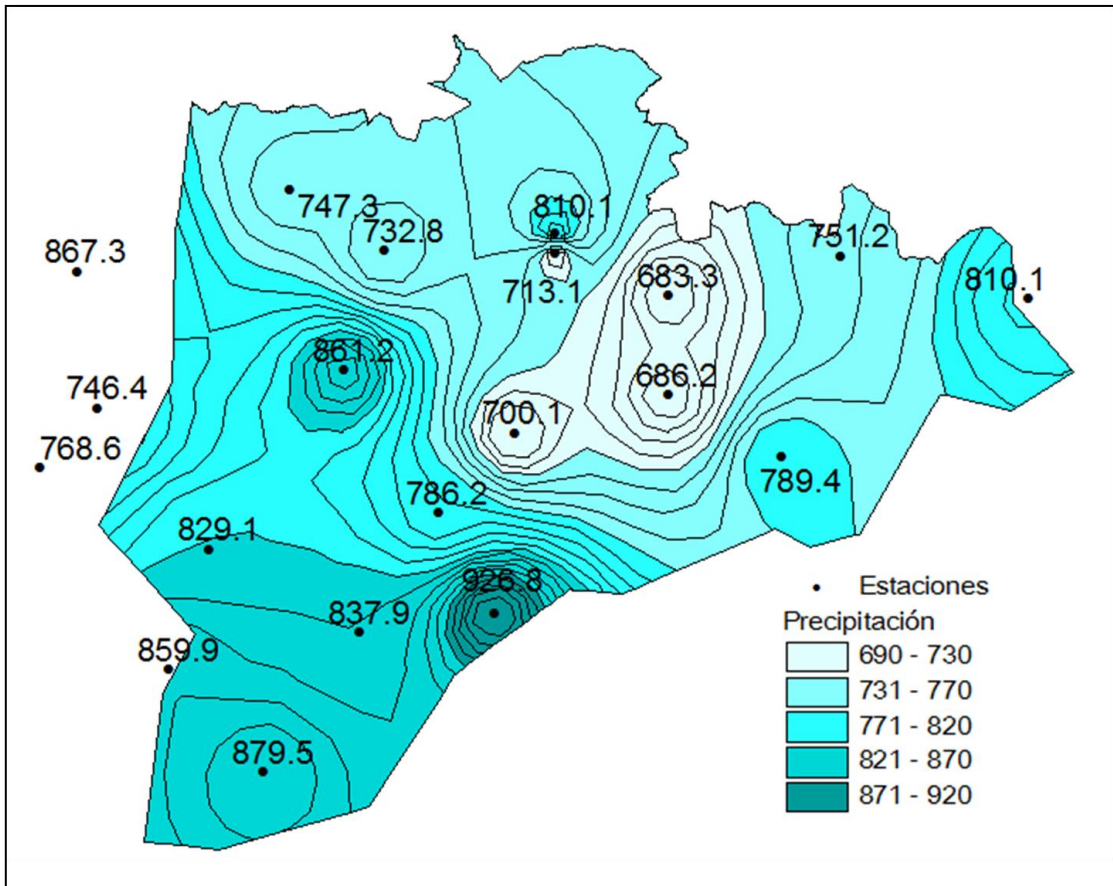 747.3
810.1
732.8
867.3
713.1
683.3
751.2
810.1
861.2
746.4
686.2
700.1
768.6
789.4
786.2
829.1
926.8
837.9
859.9
879.5
Estaciones
Precipitación
690 - 730
731 - 770
771 - 820
821 - 870
871 - 920